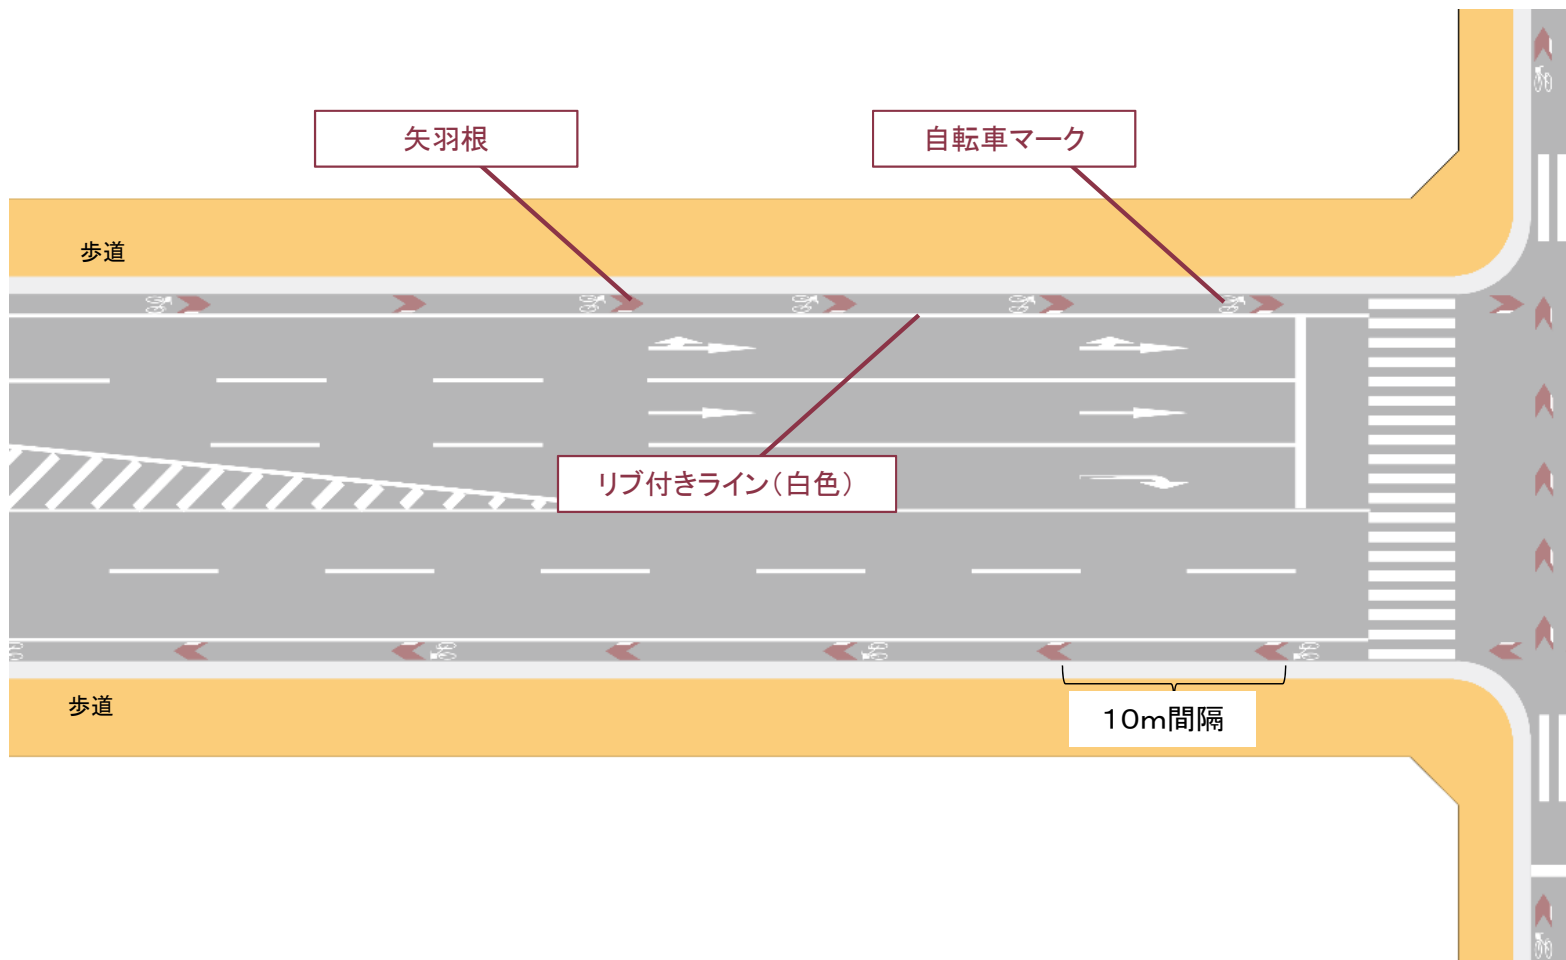 矢羽根
自転車マーク
歩道
リブ付きライン（白色）
歩道
１０ｍ間隔